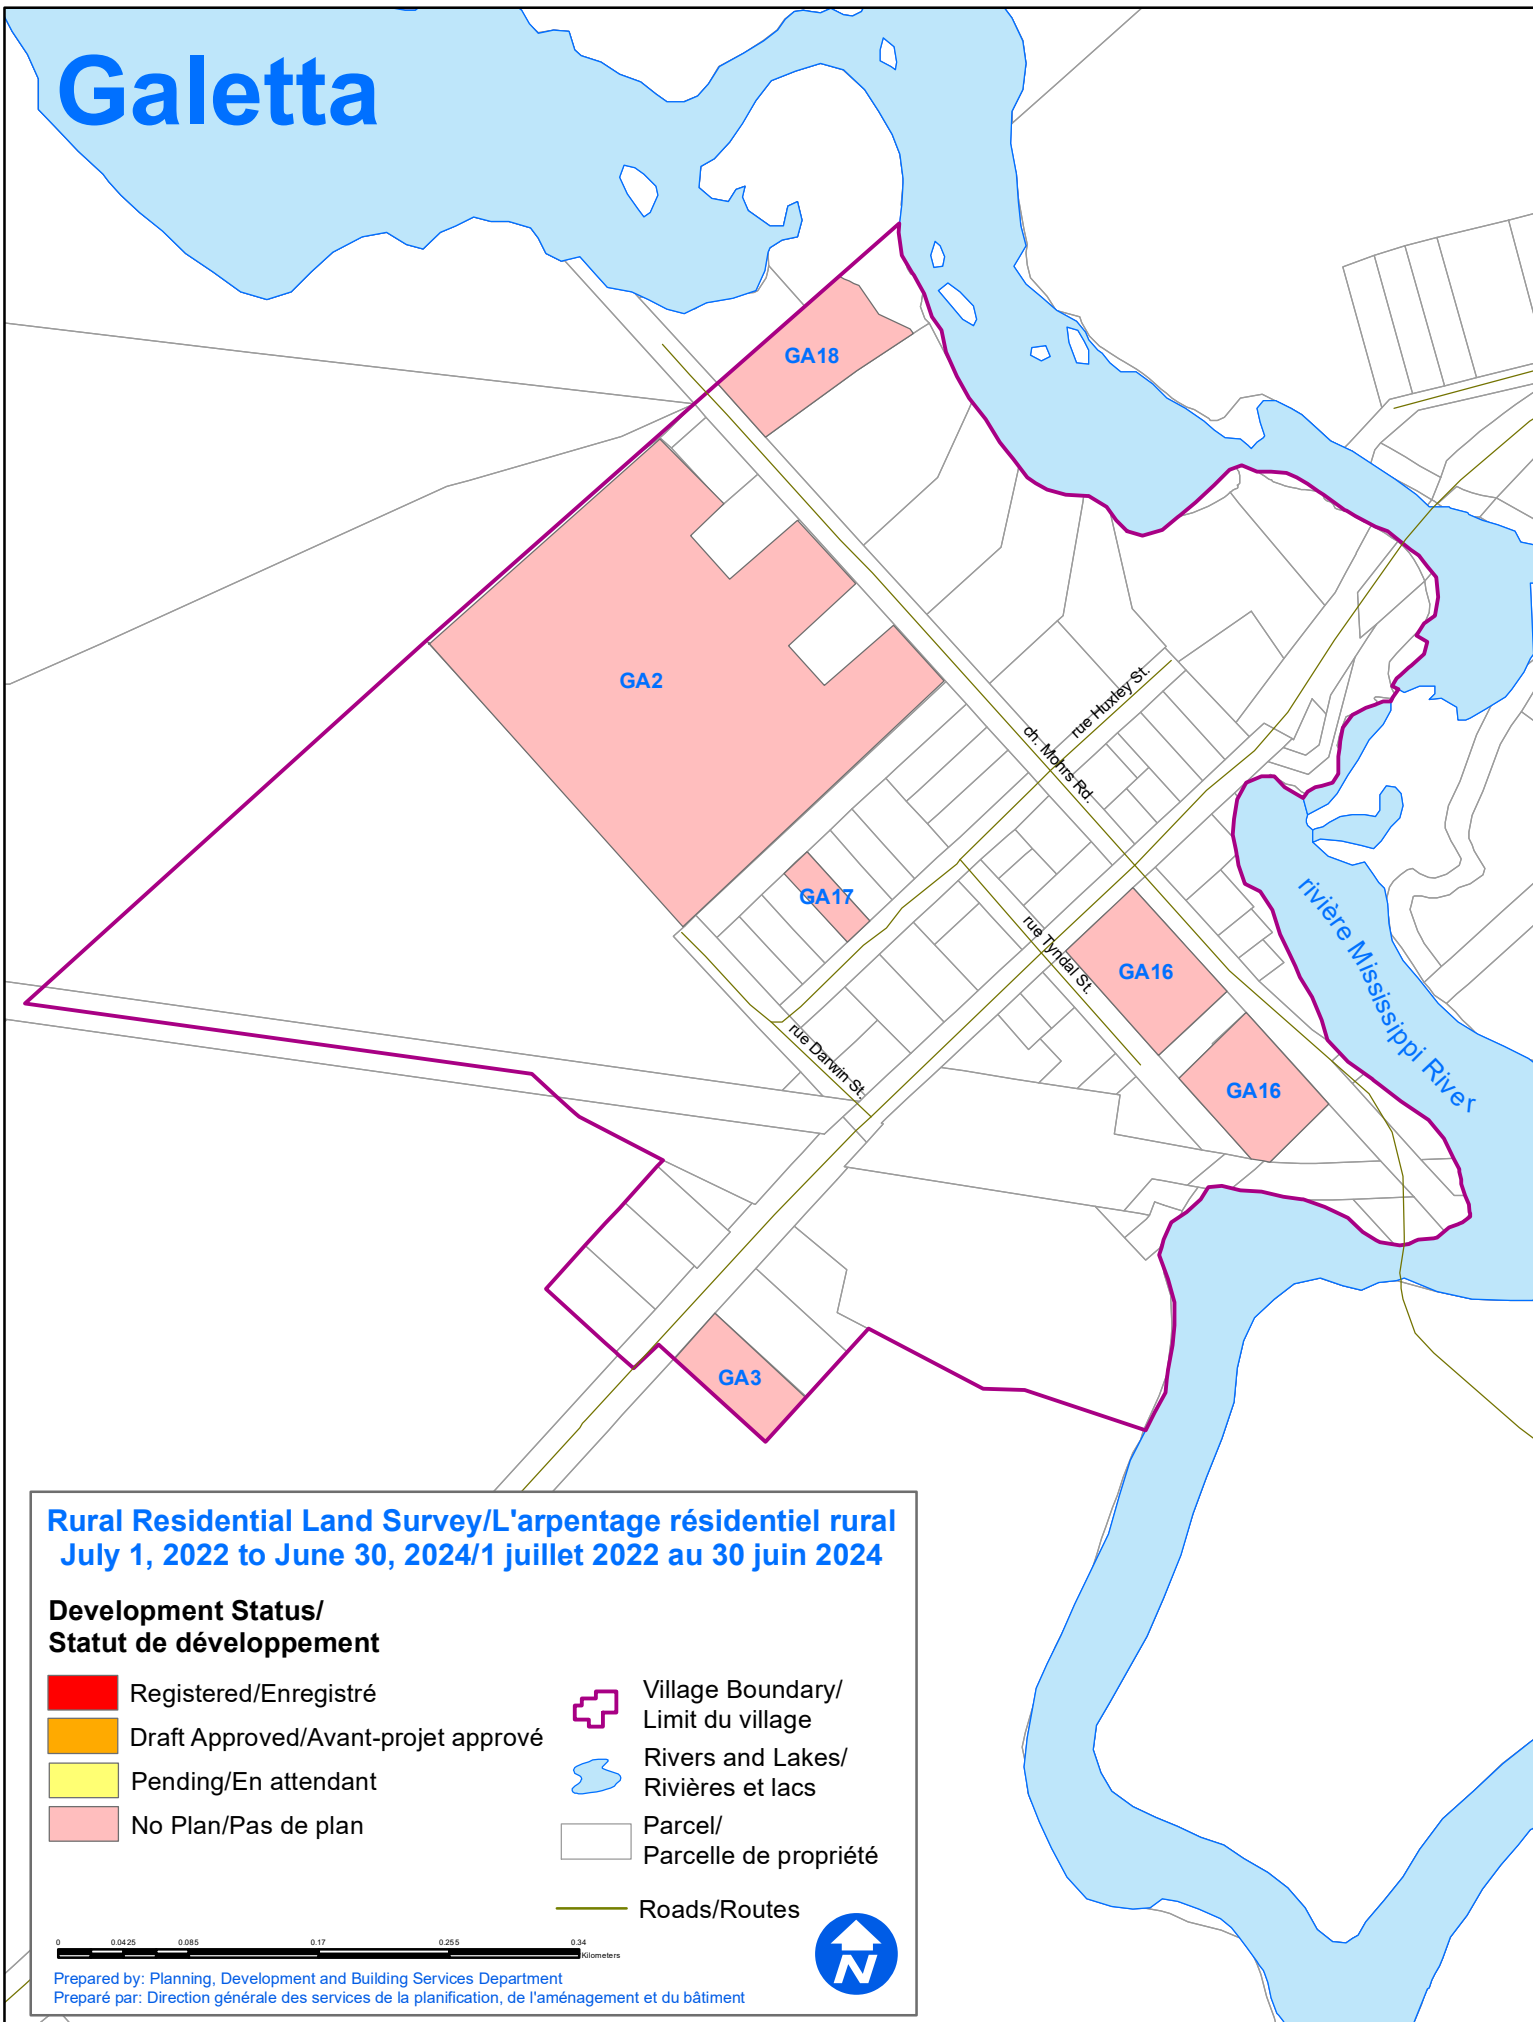 Galetta
GA18
GA2
rue Huxley St.
ch. Mohrs Rd.
GA17
rivière Mississippi River
rue Tyndal St.
GA16
rue Darwin St.
GA16
GA3
Rural Residential Land Survey/L'arpentage résidentiel rural
July 1, 2022 to June 30, 2024/1 juillet 2022 au 30 juin 2024
Development Status/
Statut de développement
Registered/Enregistré
Draft Approved/Avant-projet apprové
Pending/En attendant
No Plan/Pas de plan
Village Boundary/
Limit du village
Rivers and Lakes/
Rivières et lacs
Parcel/
Parcelle de propriété
Roads/Routes
0 0.0425 0.085 0.17 0.255 0.34
Kilometers
N
Prepared by: Planning, Development and Building Services Department
Preparé par: Direction générale des services de la planification, de l'aménagement et du bâtiment